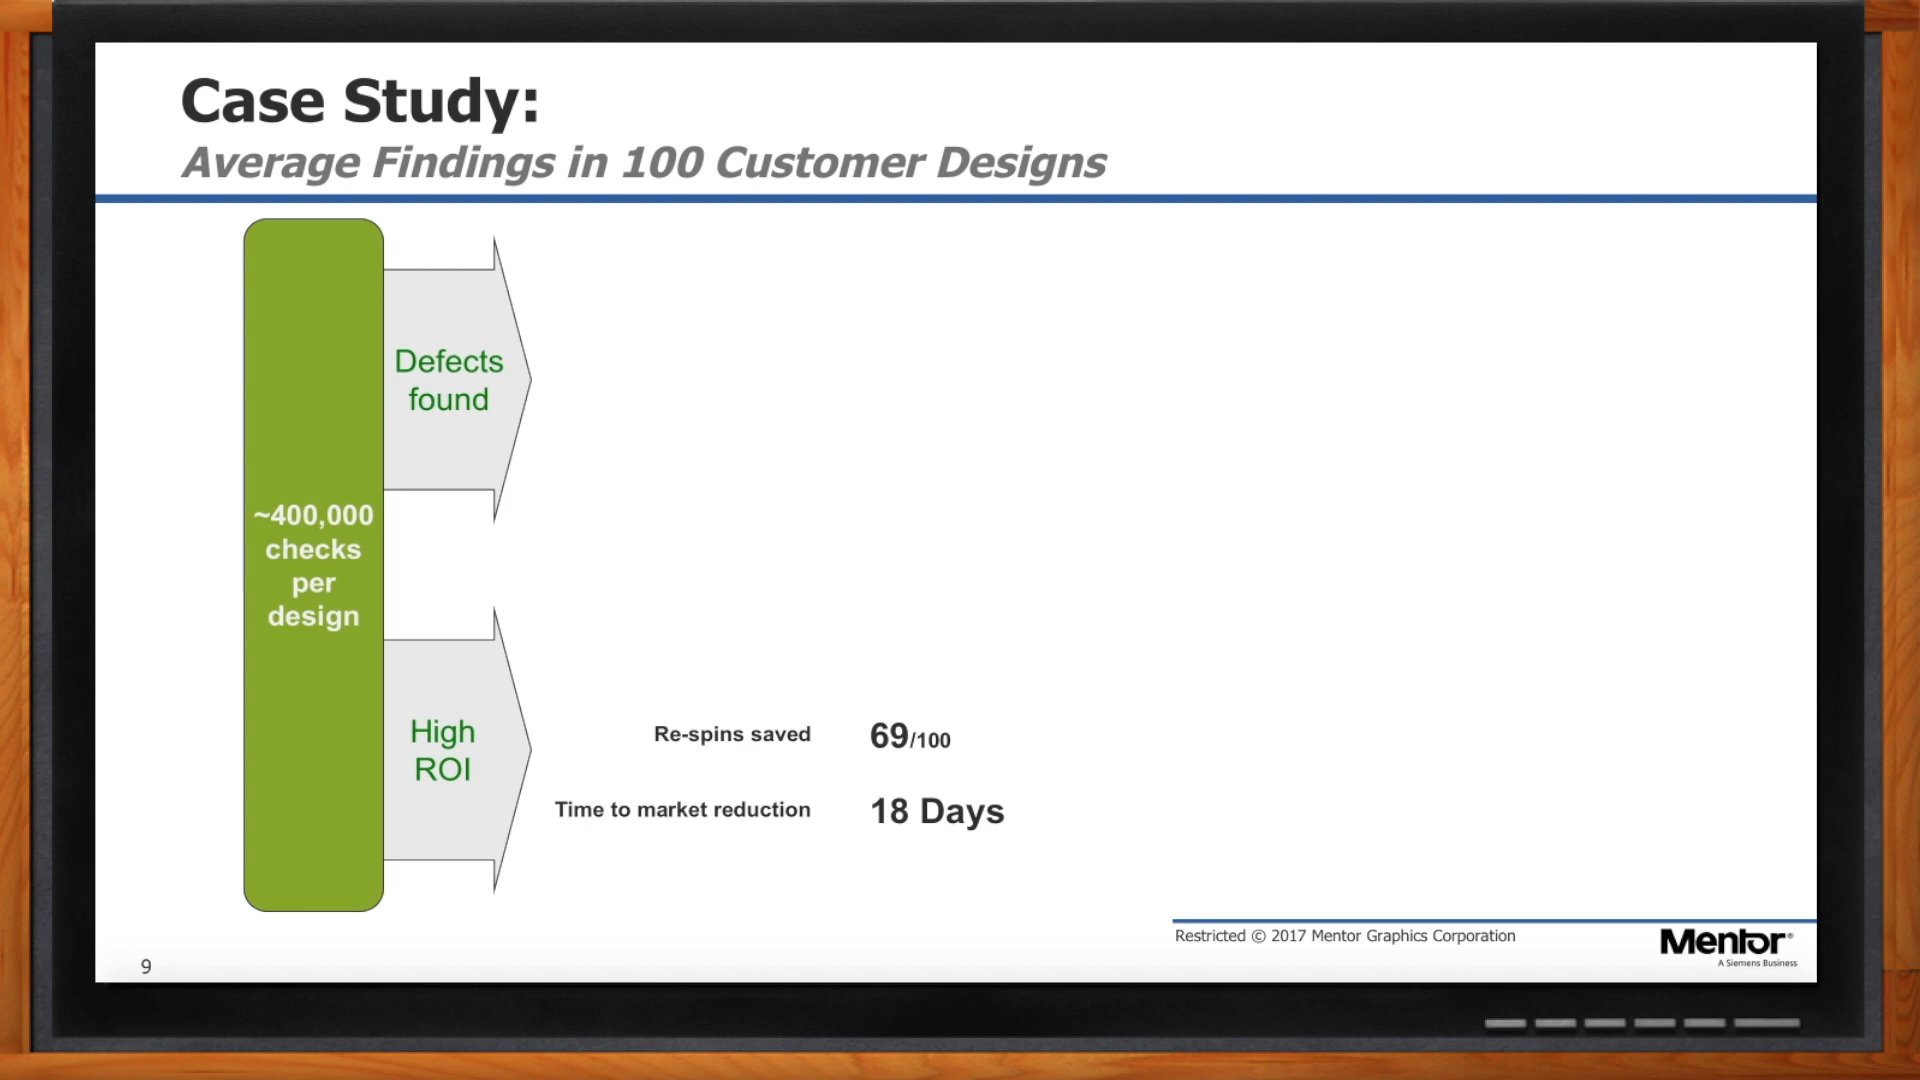 Case Study:
Average Findings in 100 Customer Designs
~400,000
checks
per
design
Defects
found
High
ROI
Re-spins saved 69/100
Time to market reduction 18 Days
Restricted © 2017 Mentor Graphics Corporation
Mentor®
A Siemens Business
9